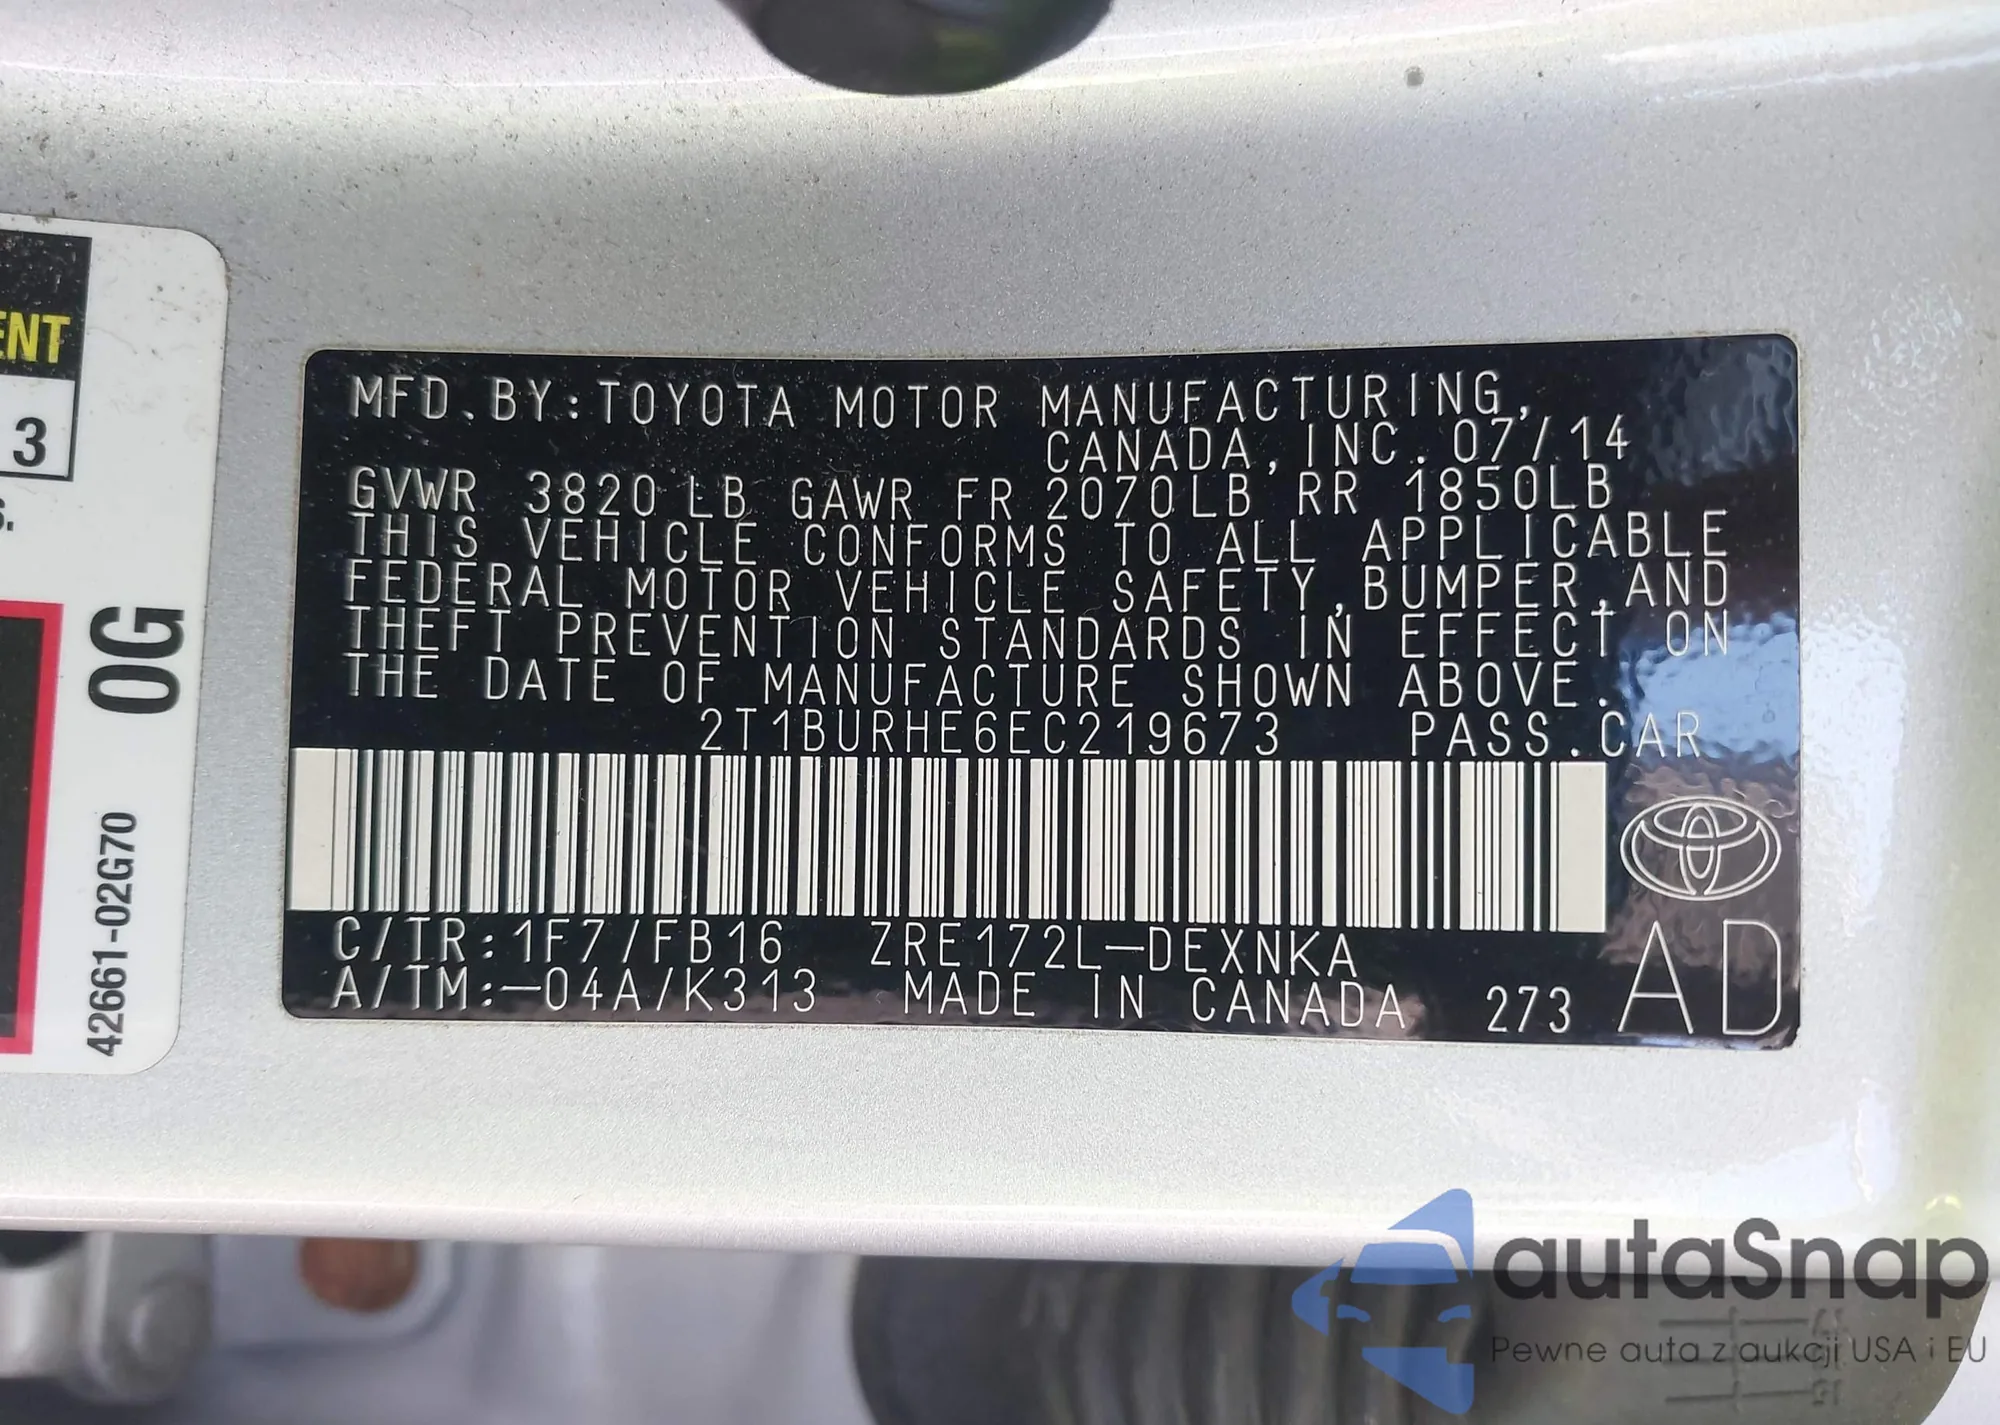 ENT
3
S.
0G
42661-02G70
MFD.BY:TOYOTA MOTOR MANUFACTURING,
CANADA,INC.07/14
GVWR 3820LB GAWR FR 2070LB RR 1850LB
THIS VEHICLE CONFORMS TO ALL APPLICABLE
FEDERAL MOTOR VEHICLE SAFETY,BUMPER,AND
THEFT PREVENTION STANDARDS IN EFFECT ON
THE DATE OF MANUFACTURE SHOWN ABOVE.
2T1BURHE6EC219673 PASS.CAR
C/TR:1F7/FB16 ZRE172L-DEXNKA
A/TM:-04A/K313 MADE IN CANADA 273 AD
autaSnap
Pewne auta z aukcji USA i EU